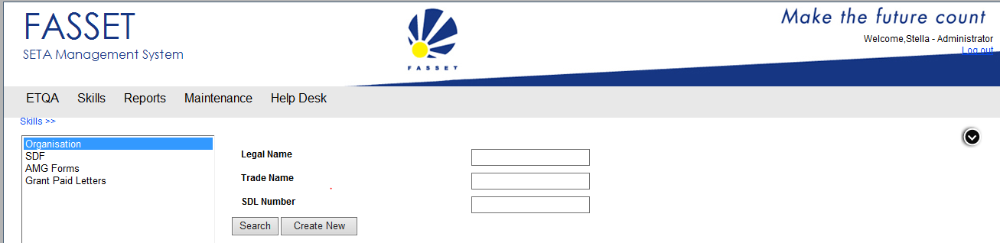 FASSET
SETA Management System
FASSET
Make the future count
Welcome,Stella - Administrator
Log out
ETQA Skills Reports Maintenance Help Desk
Skills >>
Organisation
SDF
AMG Forms
Grant Paid Letters
Legal Name
Trade Name
SDL Number
Search Create New